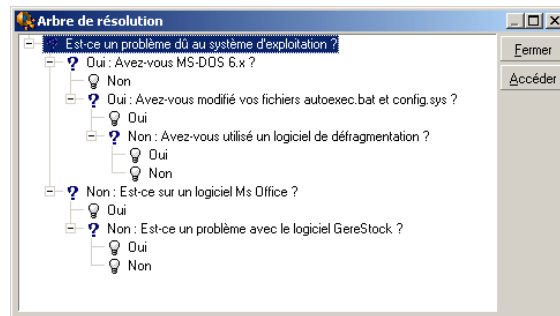 Arbre de résolution
Est-ce un problème dû au système d'exploitation ?
Fermer
Oui : Avez-vous MS-DOS 6.x ?
Non
Accéder
Oui : Avez-vous modifié vos fichiers autoexec.bat et config.sys ?
Oui
Non : Avez-vous utilisé un logiciel de défragmentation ?
Oui
Non
Non : Est-ce sur un logiciel Ms Office ?
Oui
Non : Est-ce un problème avec le logiciel GereStock ?
Oui
Non